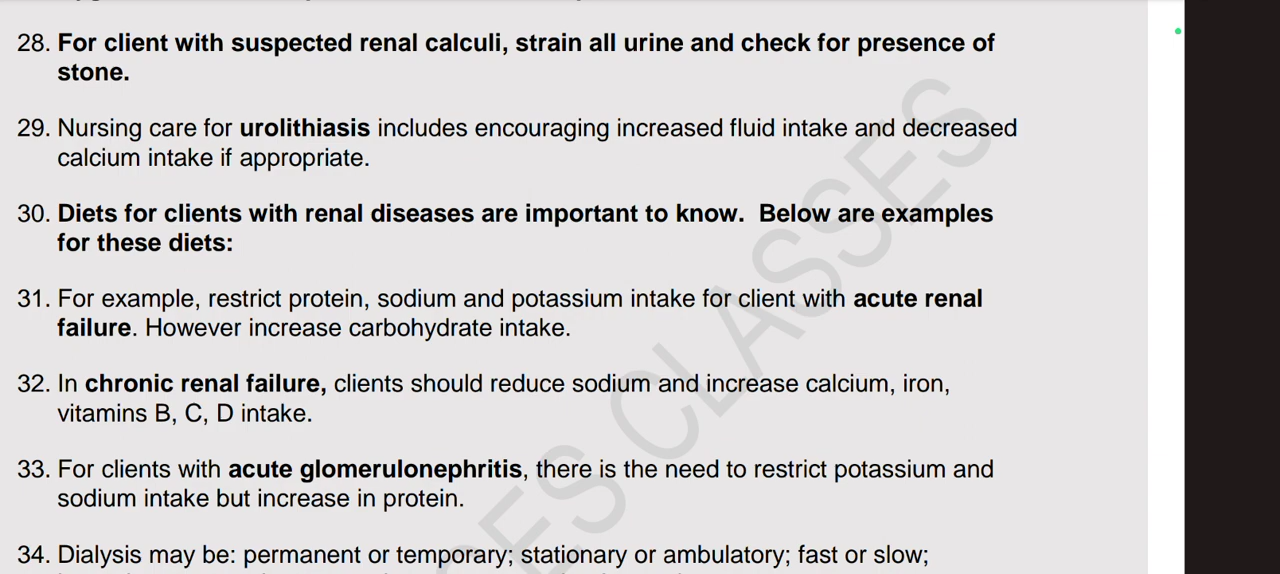 28. For client with suspected renal calculi, strain all urine and check for presence of
stone.
29. Nursing care for urolithiasis includes encouraging increased fluid intake and decreased
calcium intake if appropriate.
30. Diets for clients with renal diseases are important to know.  Below are examples
for these diets:
31. For example, restrict protein, sodium and potassium intake for client with acute renal
failure. However increase carbohydrate intake.
32. In chronic renal failure, clients should reduce sodium and increase calcium, iron,
vitamins B, C, D intake.
33. For clients with acute glomerulonephritis, there is the need to restrict potassium and
sodium intake but increase in protein.
34. Dialysis may be: permanent or temporary; stationary or ambulatory; fast or slow;
CES CLASSES